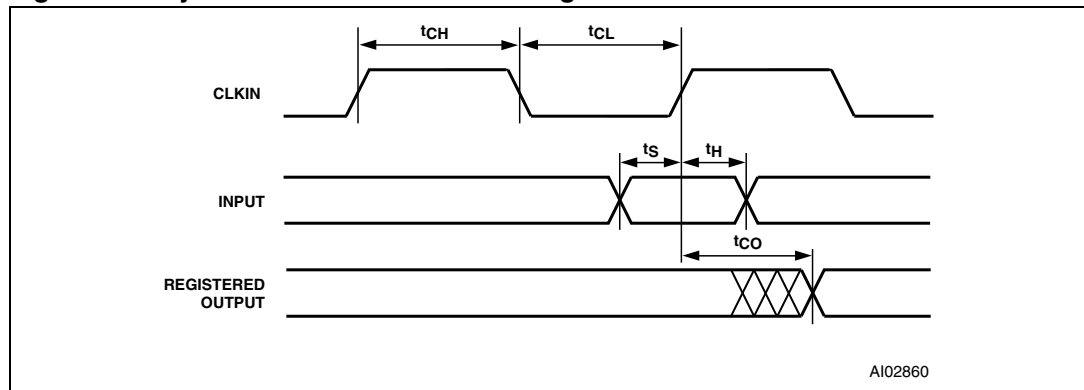 tCH
tCL
CLKIN
tS
tH
INPUT
tCO
REGISTERED
OUTPUT
AI02860